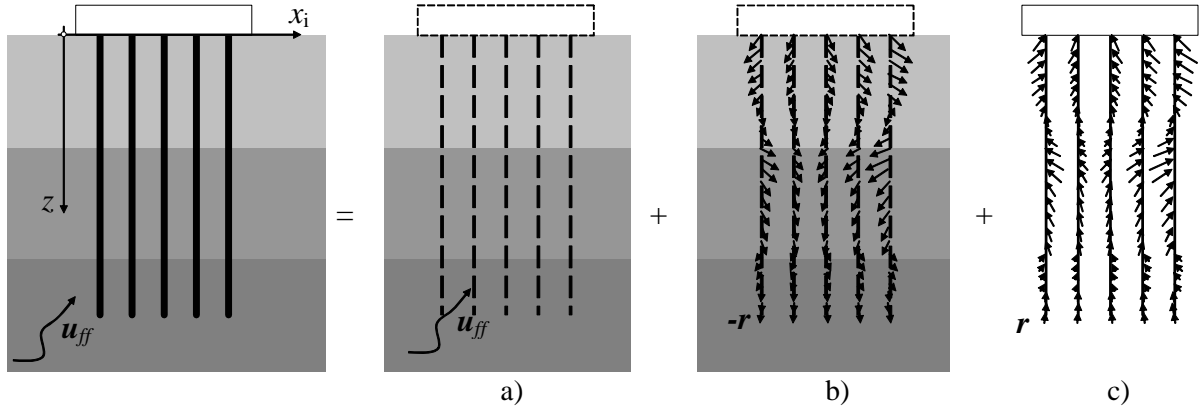 xi
z
uff
=
uff
a)
+
-r
b)
+
r
c)